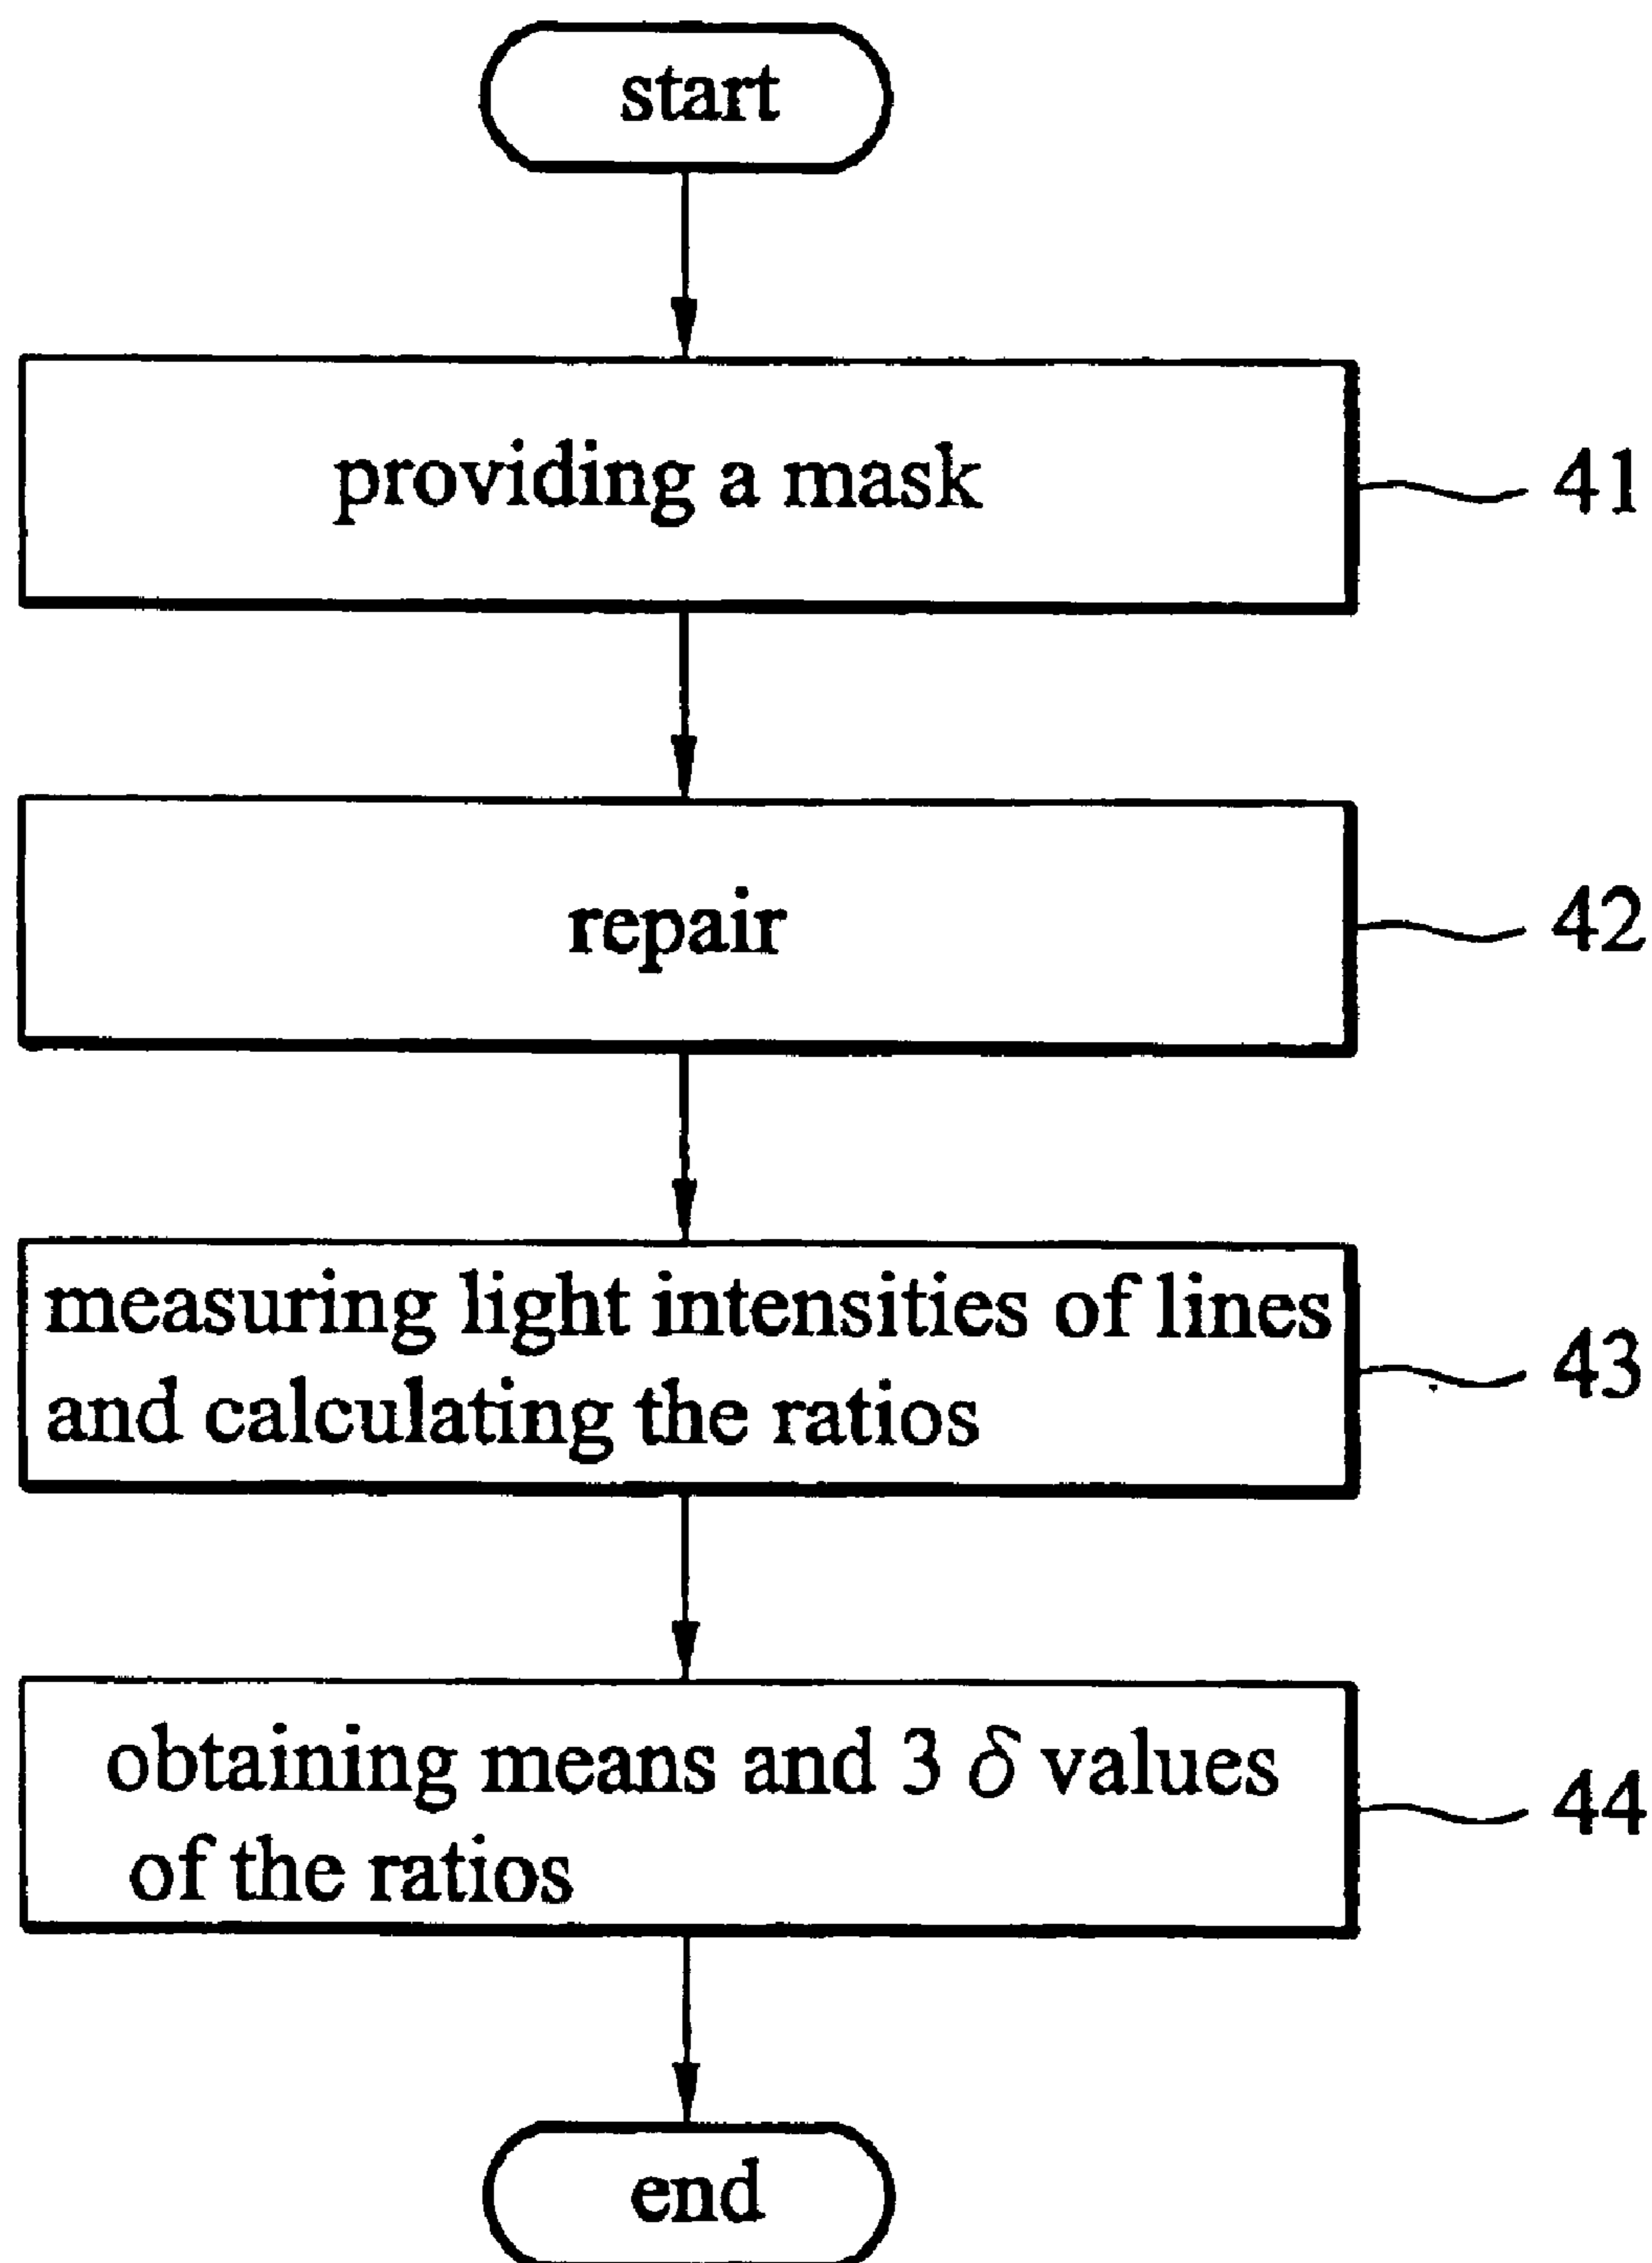 start
providing a mask
41
repair
42
measuring light intensities of lines
and calculating the ratios
43
obtaining means and 3 δ values
of the ratios
44
end